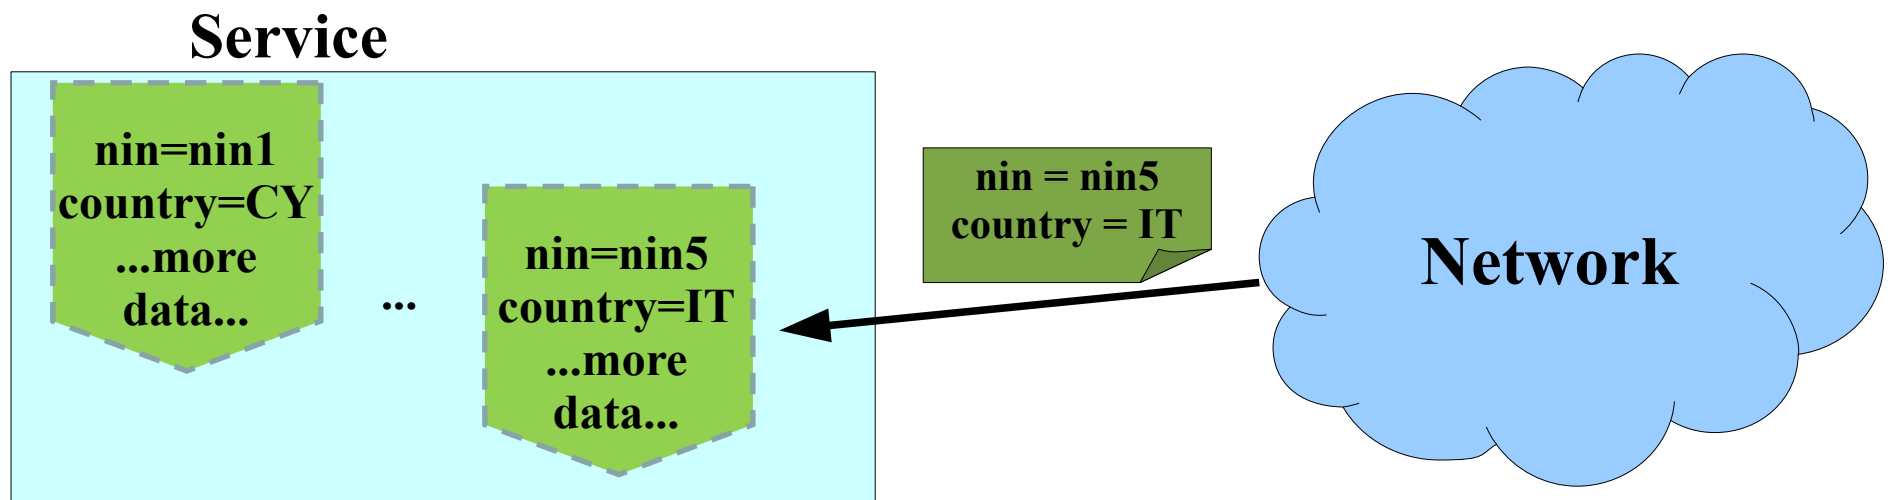 Service
nin=nin1
country=CY
...more
data...
...
nin=nin5
country=IT
...more
data...
nin = nin5
country = IT
Network